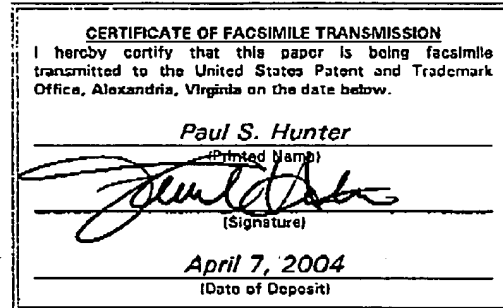 CERTIFICATE OF FACSIMILE TRANSMISSION
I hereby certify that this paper is being facsimile
transmitted to the United States Patent and Trademark
Office, Alexandria, Virginia on the date below.
Paul S. Hunter
(Printed Name)
(Signature)
April 7, 2004
(Date of Deposit)